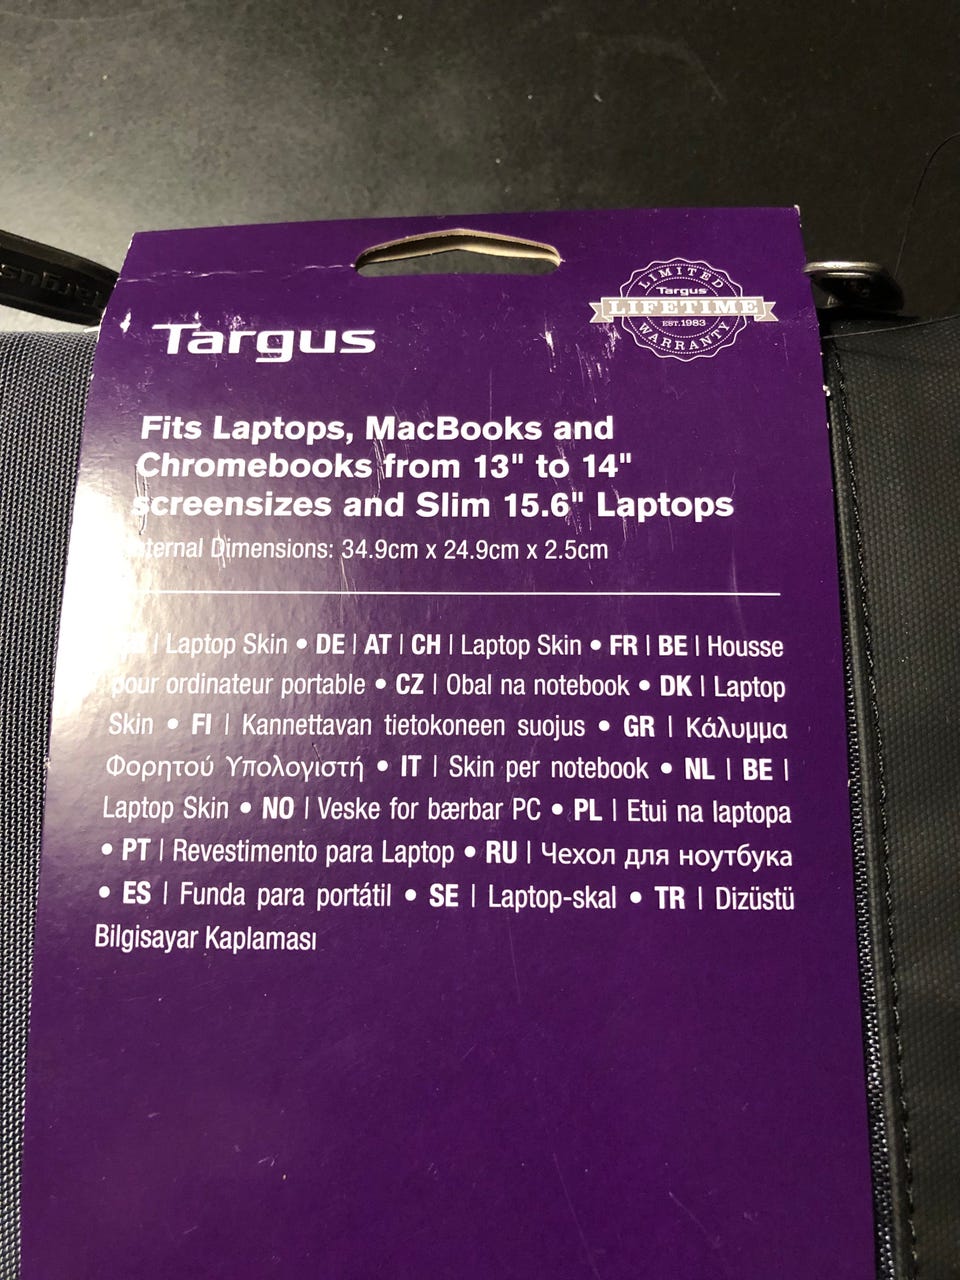 Targus
LIMITED
Targus
LIFETIME
EST.1983
WARRANTY
Targus
Fits Laptops, MacBooks and
Chromebooks from 13" to 14"
screensizes and Slim 15.6" Laptops
Dimensions: 34.9cm x 24.9cm x 2.5cm
| Laptop Skin • DE | AT | CH | Laptop Skin • FR | BE | Housse
pour ordinateur portable • CZ | Obal na notebook • DK | Laptop
Skin • FI | Kannettavan tietokoneen suojus • GR | Κάλυμμα
Φορητού Υπολογιστή • IT | Skin per notebook • NL | BE |
Laptop Skin • NO | Veske for bærbar PC • PL | Etui na laptopa
• PT | Revestimento para Laptop • RU | Чехол для ноутбука
• ES | Funda para portátil • SE | Laptop-skal • TR | Dizüstü
Bilgisayar Kaplaması